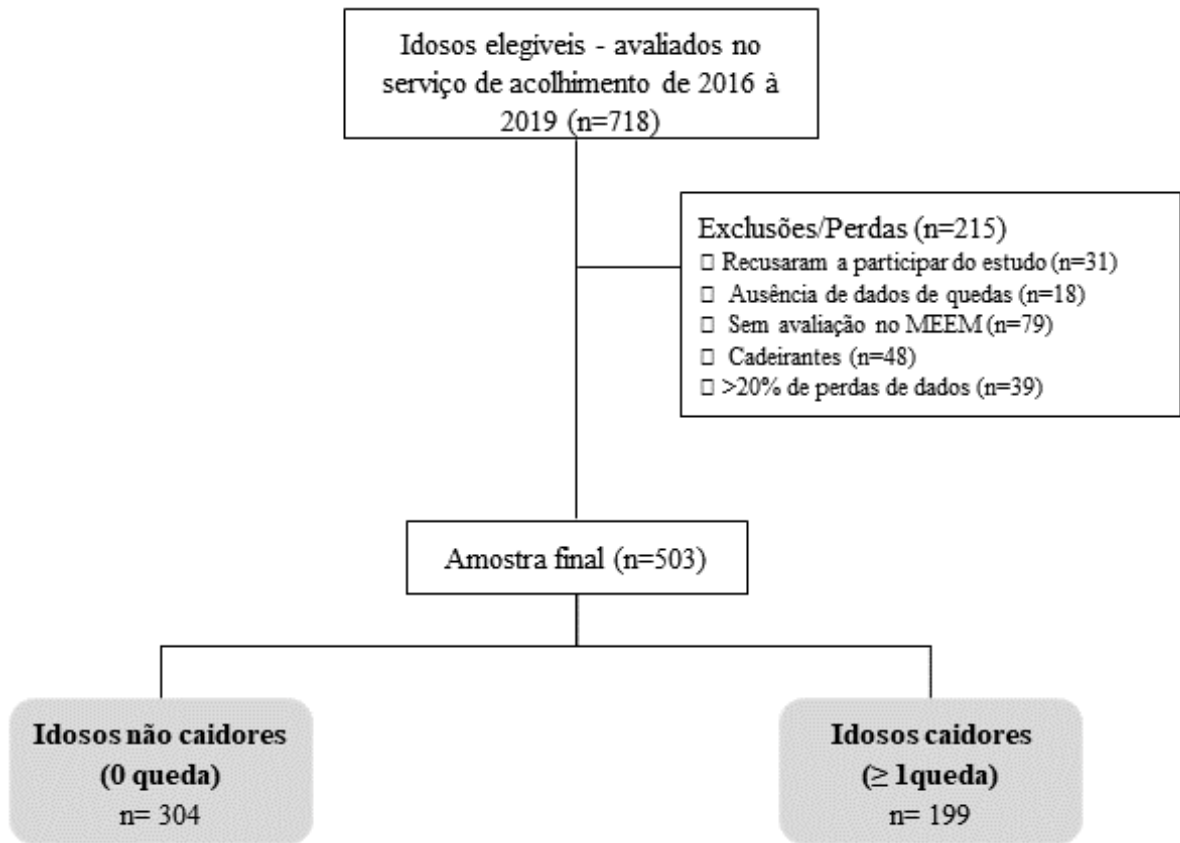 Idosos elegíveis - avaliados no
serviço de acolhimento de 2016 à
2019 (n=718)
Exclusões/Perdas (n=215)
□ Recusaram a participar do estudo (n=31)
□ Ausência de dados de quedas (n=18)
□ Sem avaliação no MEEM (n=79)
□ Cadeirantes (n=48)
□ >20% de perdas de dados (n=39)
Amostra final (n=503)
Idosos não caidores
(0 queda)
n= 304
Idosos caidores
(≥ 1queda)
n= 199